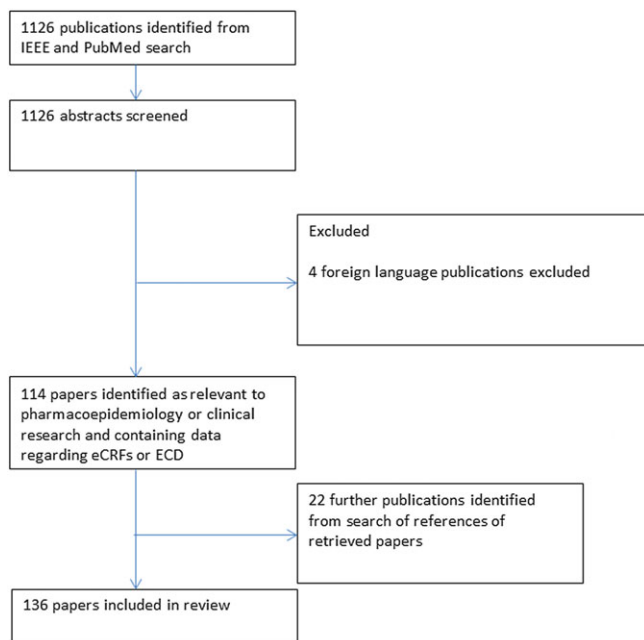 1126 publications identified from
IEEE and PubMed search
1126 abstracts screened
Excluded
4 foreign language publications excluded
114 papers identified as relevant to
pharmacoepidemiology or clinical
research and containing data
regarding eCRFs or ECD
22 further publications identified
from search of references of
retrieved papers
136 papers included in review